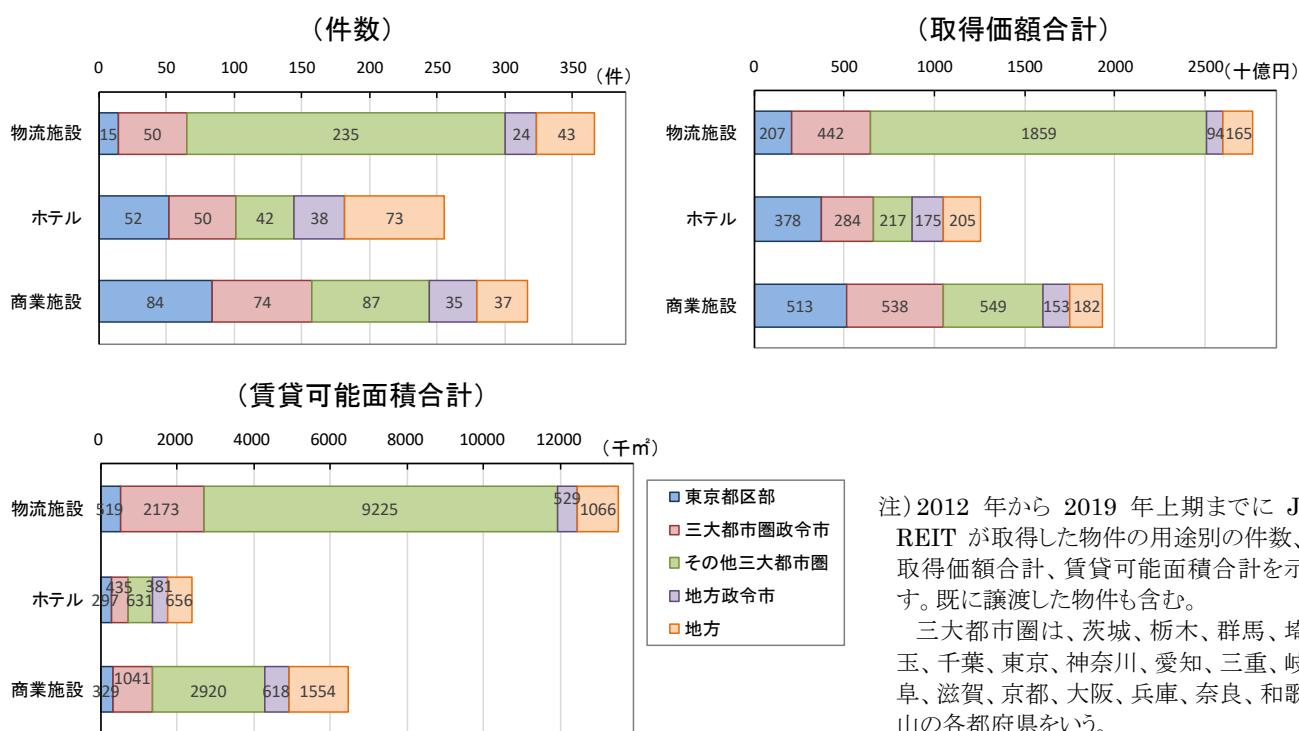 （件数）
0 50 100 150 200 250 300 350 （件）
物流施設 15 50 235 24 43
ホテル 52 50 42 38 73
商業施設 84 74 87 35 37
（取得価額合計）
0 500 1000 1500 2000 2500 （十億円）
物流施設 207 442 1859 94 165
ホテル 378 284 217 175 205
商業施設 513 538 549 153 182
（賃貸可能面積合計）
0 2000 4000 6000 8000 10000 12000 （千㎡）
物流施設 519 2173 9225 529 1066
ホテル 297 435 631 381 656
商業施設 329 1041 2920 618 1554
東京都区部
三大都市圏政令市
その他三大都市圏
地方政令市
地方
注）2012 年から 2019 年上期までに J
REIT が取得した物件の用途別の件数、
取得価額合計、賃貸可能面積合計を示
す。既に譲渡した物件も含む。
三大都市圏は、茨城、栃木、群馬、埼
玉、千葉、東京、神奈川、愛知、三重、岐
阜、滋賀、京都、大阪、兵庫、奈良、和歌
山の各都府県をいう。